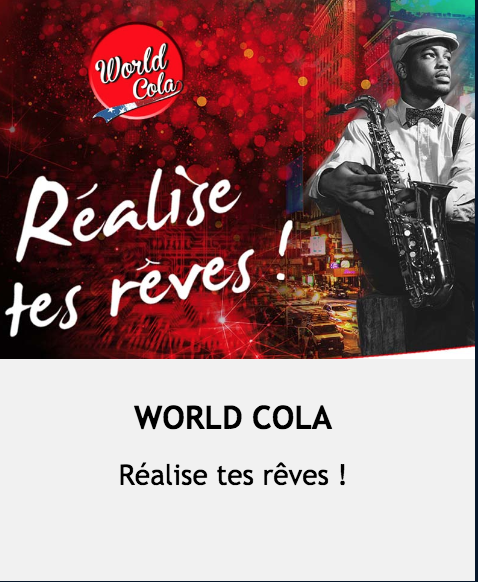 World
Cola
Réalise
tes rêves !
WORLD COLA
Réalise tes rêves !